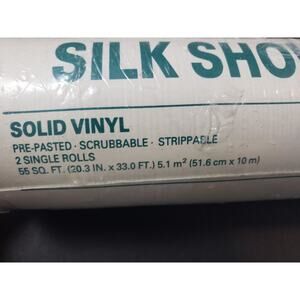 SILK SHO
SOLID VINYL
PRE-PASTED · SCRUBBABLE · STRIPPABLE
2 SINGLE ROLLS
55 SQ. FT. (20.3 IN. x 33.0 FT.) 5.1 m² (51.6 cm x 10 m)